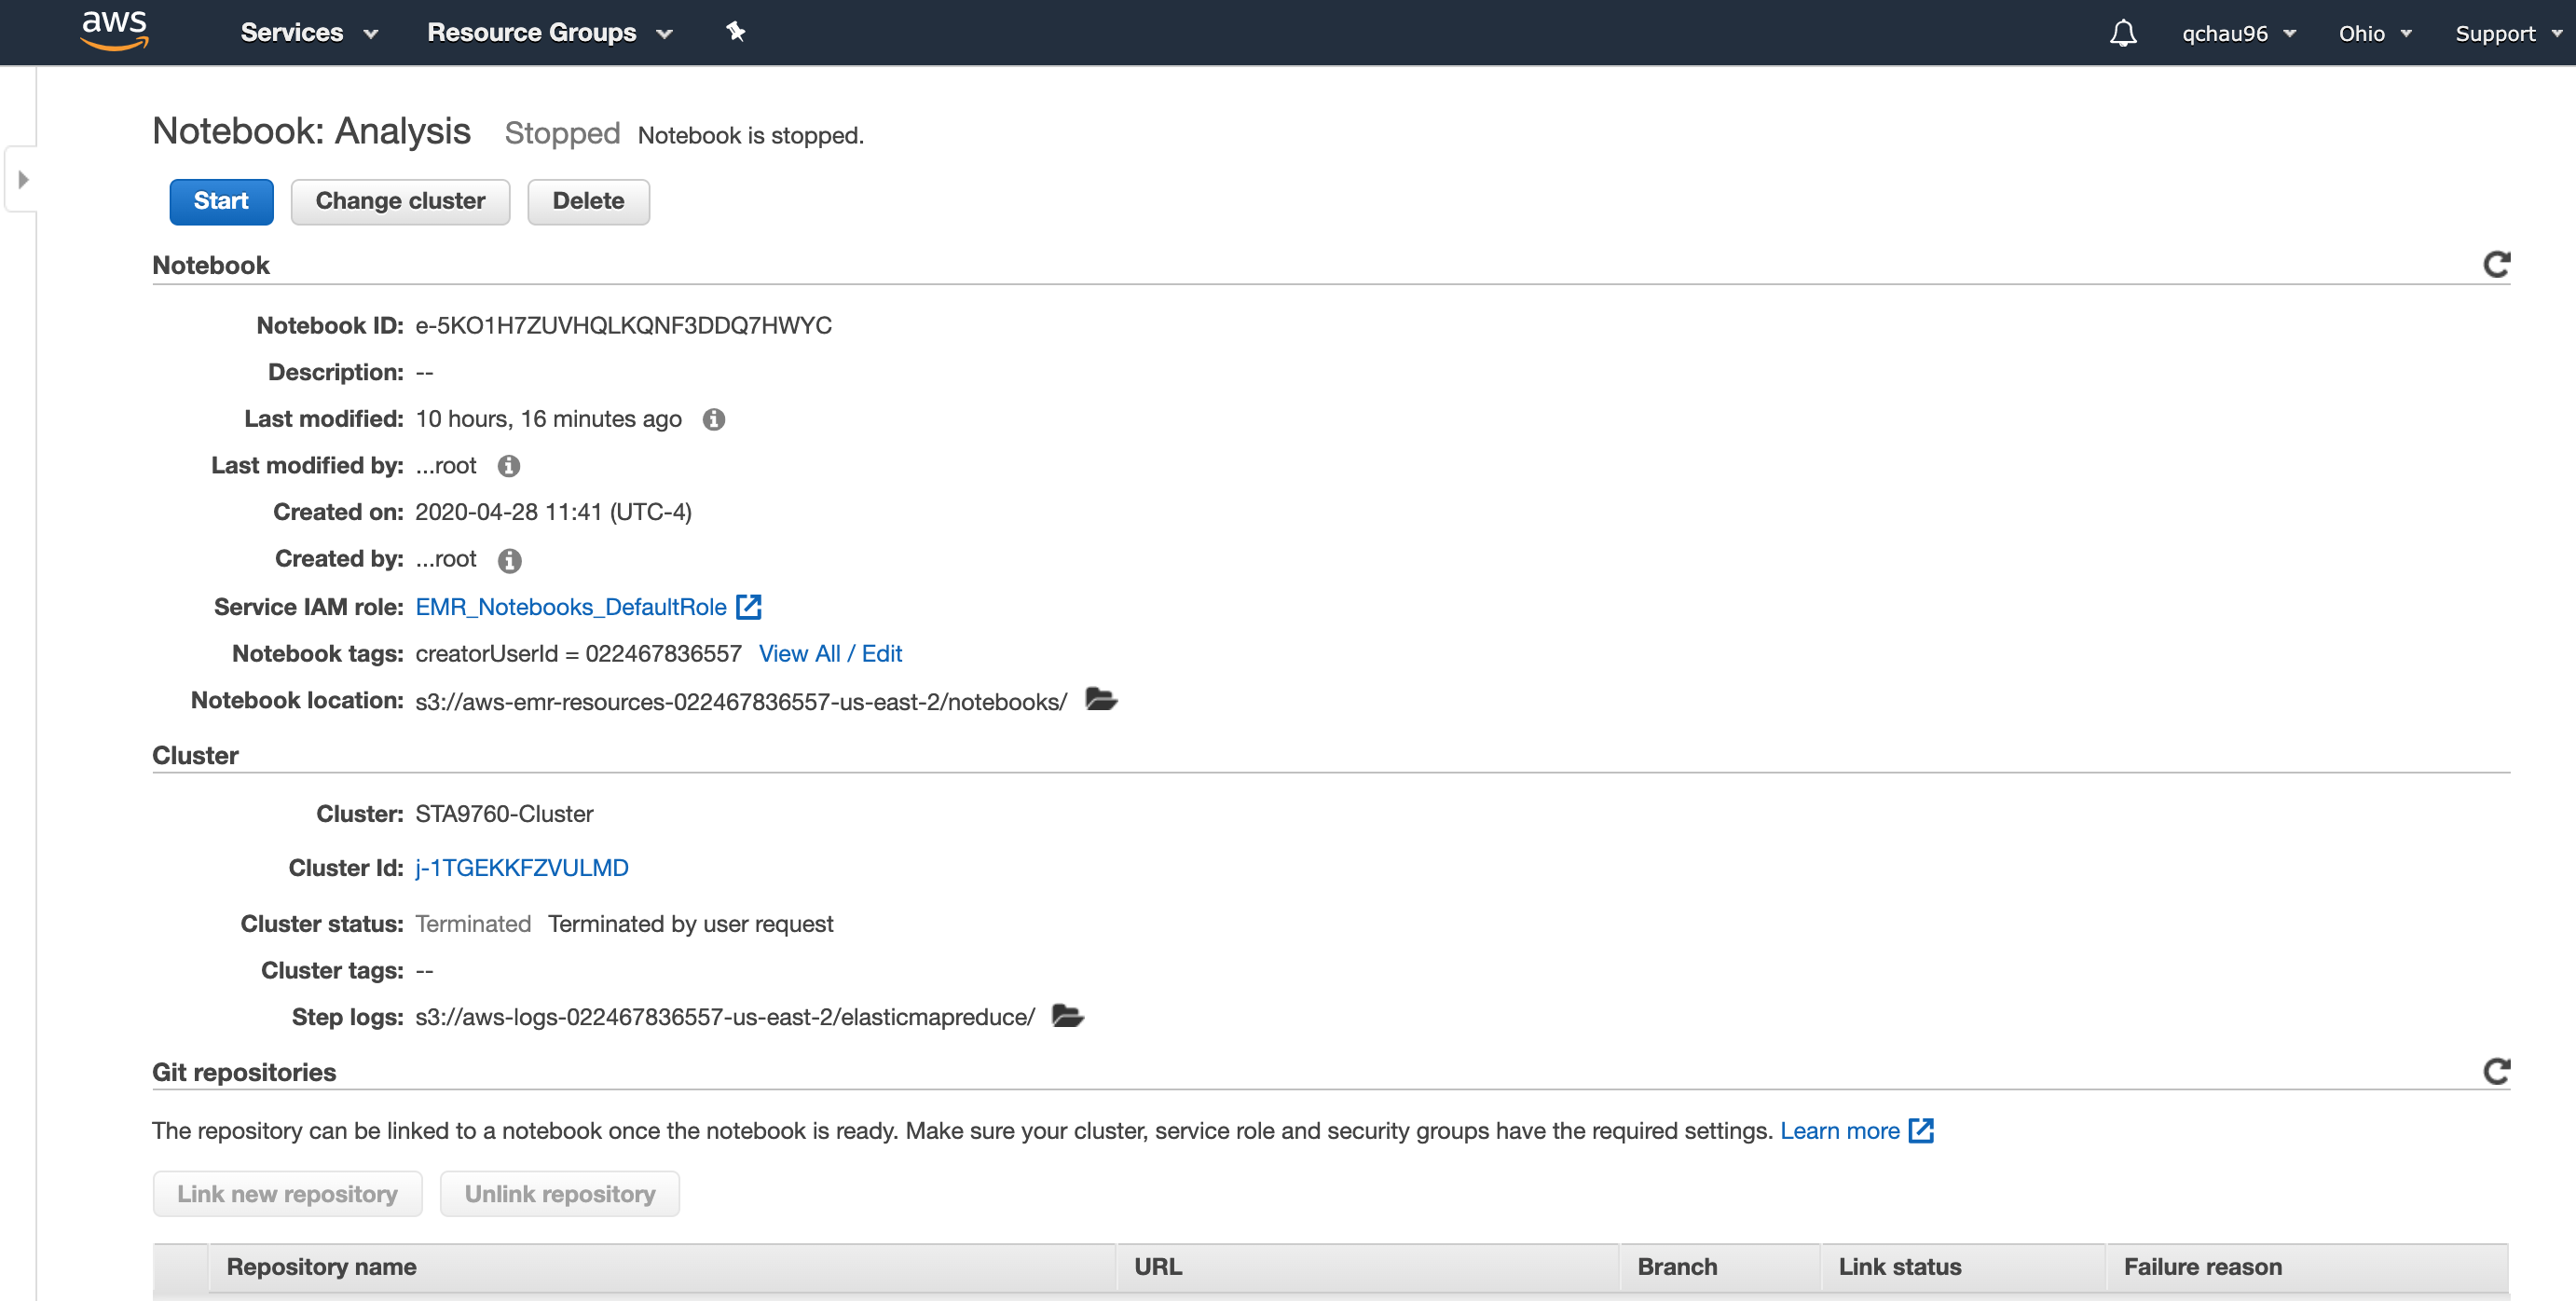 aws Services Resource Groups qchau96 Ohio Support
Notebook: Analysis Stopped Notebook is stopped.
Start Change cluster Delete
Notebook
Notebook ID: e-5KO1H7ZUVHQLKQNF3DDQ7HWYC
Description: --
Last modified: 10 hours, 16 minutes ago
Last modified by: ...root
Created on: 2020-04-28 11:41 (UTC-4)
Created by: ...root
Service IAM role: EMR_Notebooks_DefaultRole
Notebook tags: creatorUserId = 022467836557 View All / Edit
Notebook location: s3://aws-emr-resources-022467836557-us-east-2/notebooks/
Cluster
Cluster: STA9760-Cluster
Cluster Id: j-1TGEKKFZVULMD
Cluster status: Terminated Terminated by user request
Cluster tags: --
Step logs: s3://aws-logs-022467836557-us-east-2/elasticmapreduce/
Git repositories
The repository can be linked to a notebook once the notebook is ready. Make sure your cluster, service role and security groups have the required settings. Learn more
Link new repository Unlink repository
Repository name URL Branch Link status Failure reason